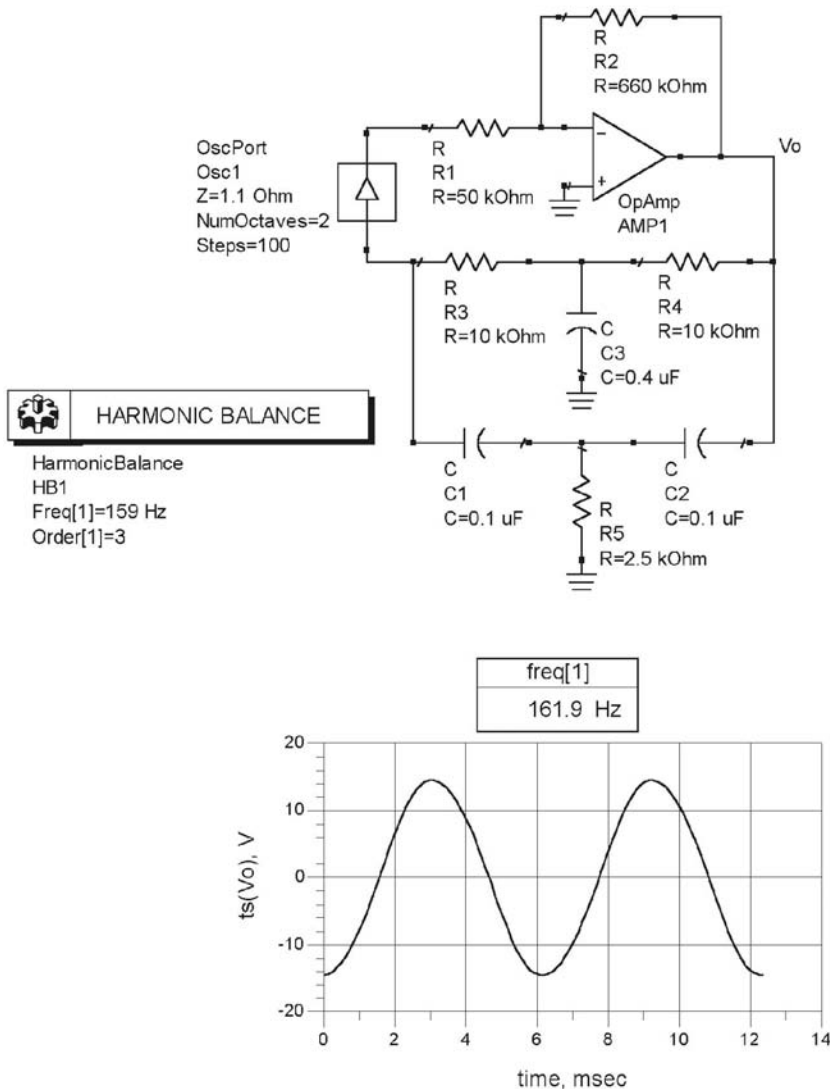 R
R2
R=660 kOhm
OscPort
Osc1
Z=1.1 Ohm
NumOctaves=2
Steps=100
R
R1
R=50 kOhm
−
+
OpAmp
AMP1
Vo
R
R3
R=10 kOhm
R
R4
R=10 kOhm
C
C3
C=0.4 uF
HARMONIC BALANCE
HarmonicBalance
HB1
Freq[1]=159 Hz
Order[1]=3
C
C1
C=0.1 uF
R
R5
R=2.5 kOhm
C
C2
C=0.1 uF
freq[1]
161.9 Hz
ts(Vo), V
20
10
0
-10
-20
0 2 4 6 8 10 12 14
time, msec